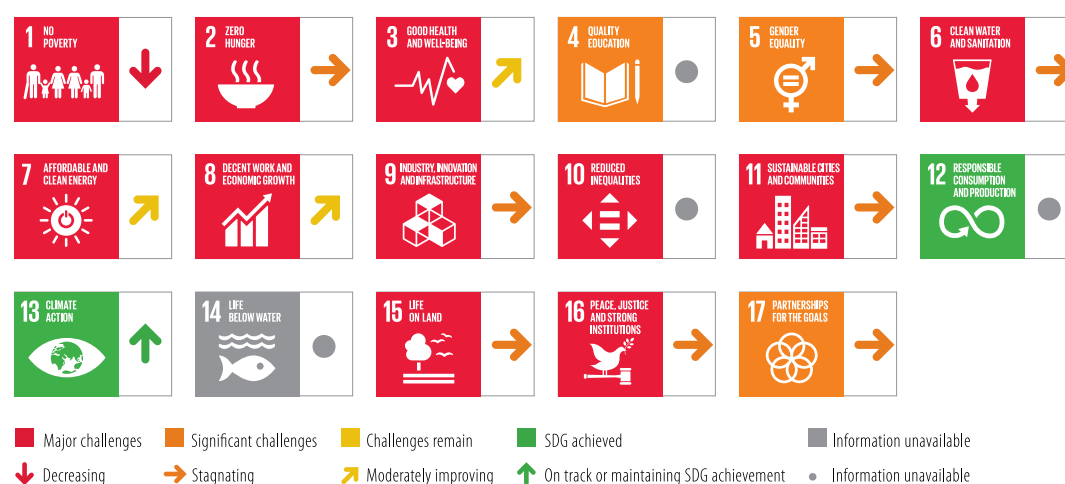 1 NO
POVERTY
2 ZERO
HUNGER
3 GOOD HEALTH
AND WELL-BEING
4 QUALITY
EDUCATION
5 GENDER
EQUALITY
6 CLEAN WATER
AND SANITATION
7 AFFORDABLE AND
CLEAN ENERGY
8 DECENT WORK AND
ECONOMIC GROWTH
9 INDUSTRY, INNOVATION
AND INFRASTRUCTURE
10 REDUCED
INEQUALITIES
11 SUSTAINABLE CITIES
AND COMMUNITIES
12 RESPONSIBLE
CONSUMPTION
AND PRODUCTION
13 CLIMATE
ACTION
14 LIFE
BELOW WATER
15 LIFE
ON LAND
16 PEACE, JUSTICE
AND STRONG
INSTITUTIONS
17 PARTNERSHIPS
FOR THE GOALS
Major challenges
Significant challenges
Challenges remain
SDG achieved
Information unavailable
Decreasing
Stagnating
Moderately improving
On track or maintaining SDG achievement
Information unavailable